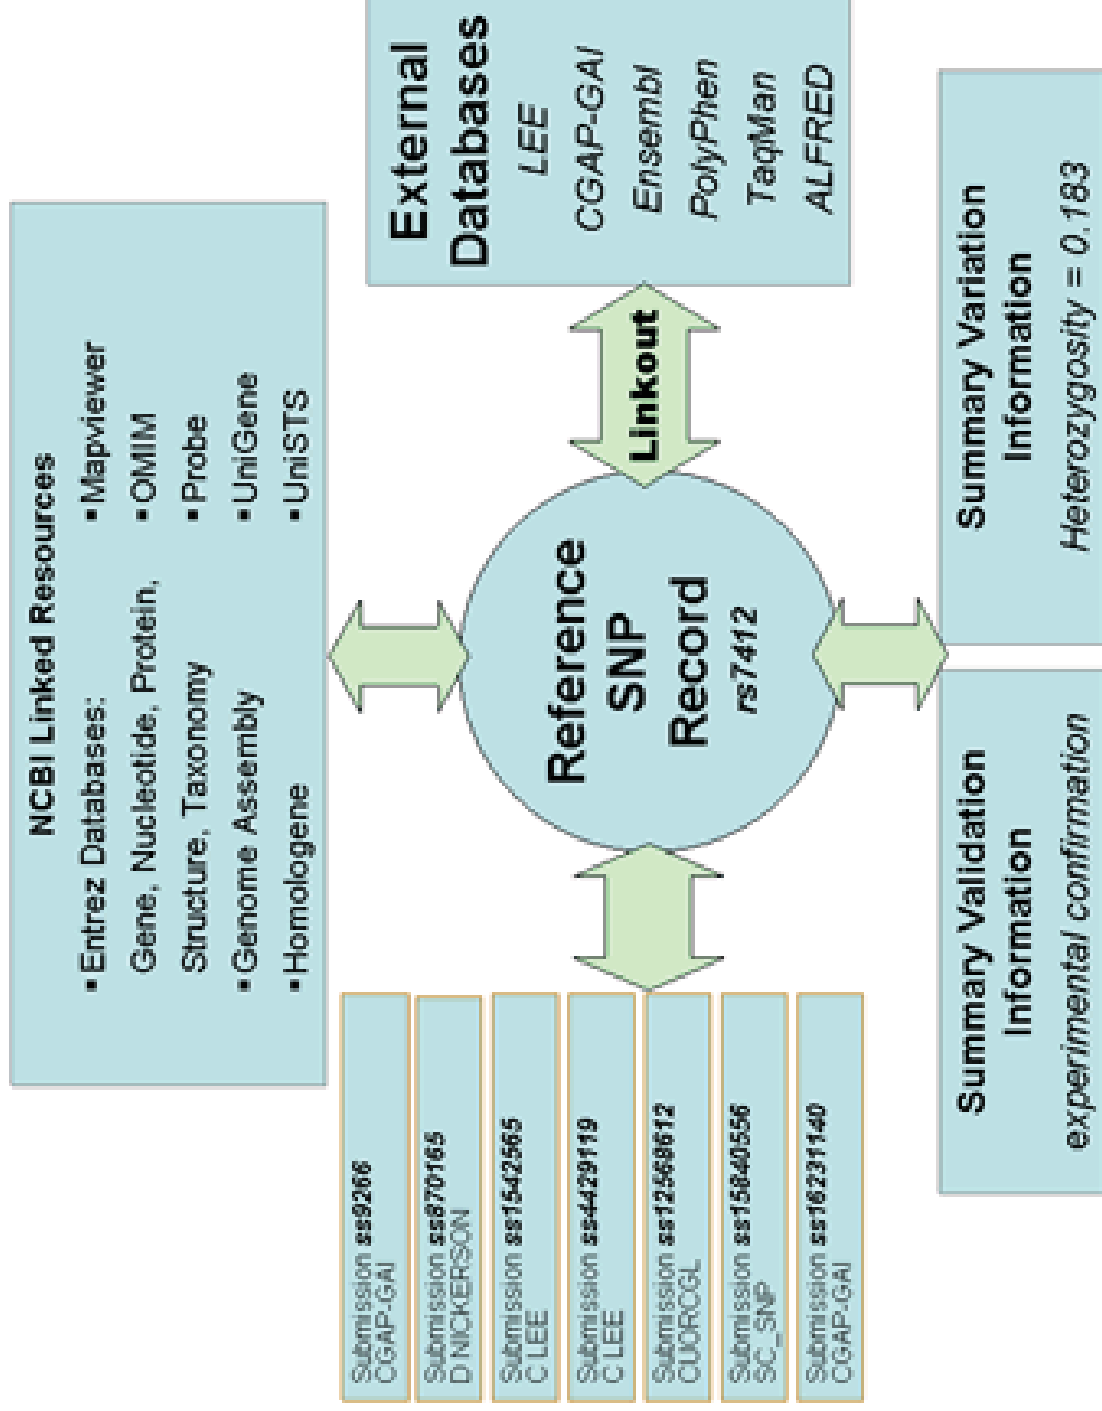 NCBI Linked Resources
▪Entrez Databases:
Gene, Nucleotide, Protein,
Structure, Taxonomy
▪Genome Assembly
▪Homologene
▪Mapviewer
▪OMIM
▪Probe
▪UniGene
▪UniSTS
Submission ss9266
CGAP-GAI
Submission ss870165
D NICKERSON
Submission ss1542565
C LEE
Submission ss4429119
C LEE
Submission ss12568612
CUORCGL
Submission ss15840556
SC_SNP
Submission ss16231140
CGAP-GAI
Reference
SNP
Record
rs7412
Linkout
External
Databases
LEE
CGAP-GAI
Ensembl
PolyPhen
TaqMan
ALFRED
Summary Validation
Information
experimental confirmation
Summary Variation
Information
Heterozygosity = 0.183